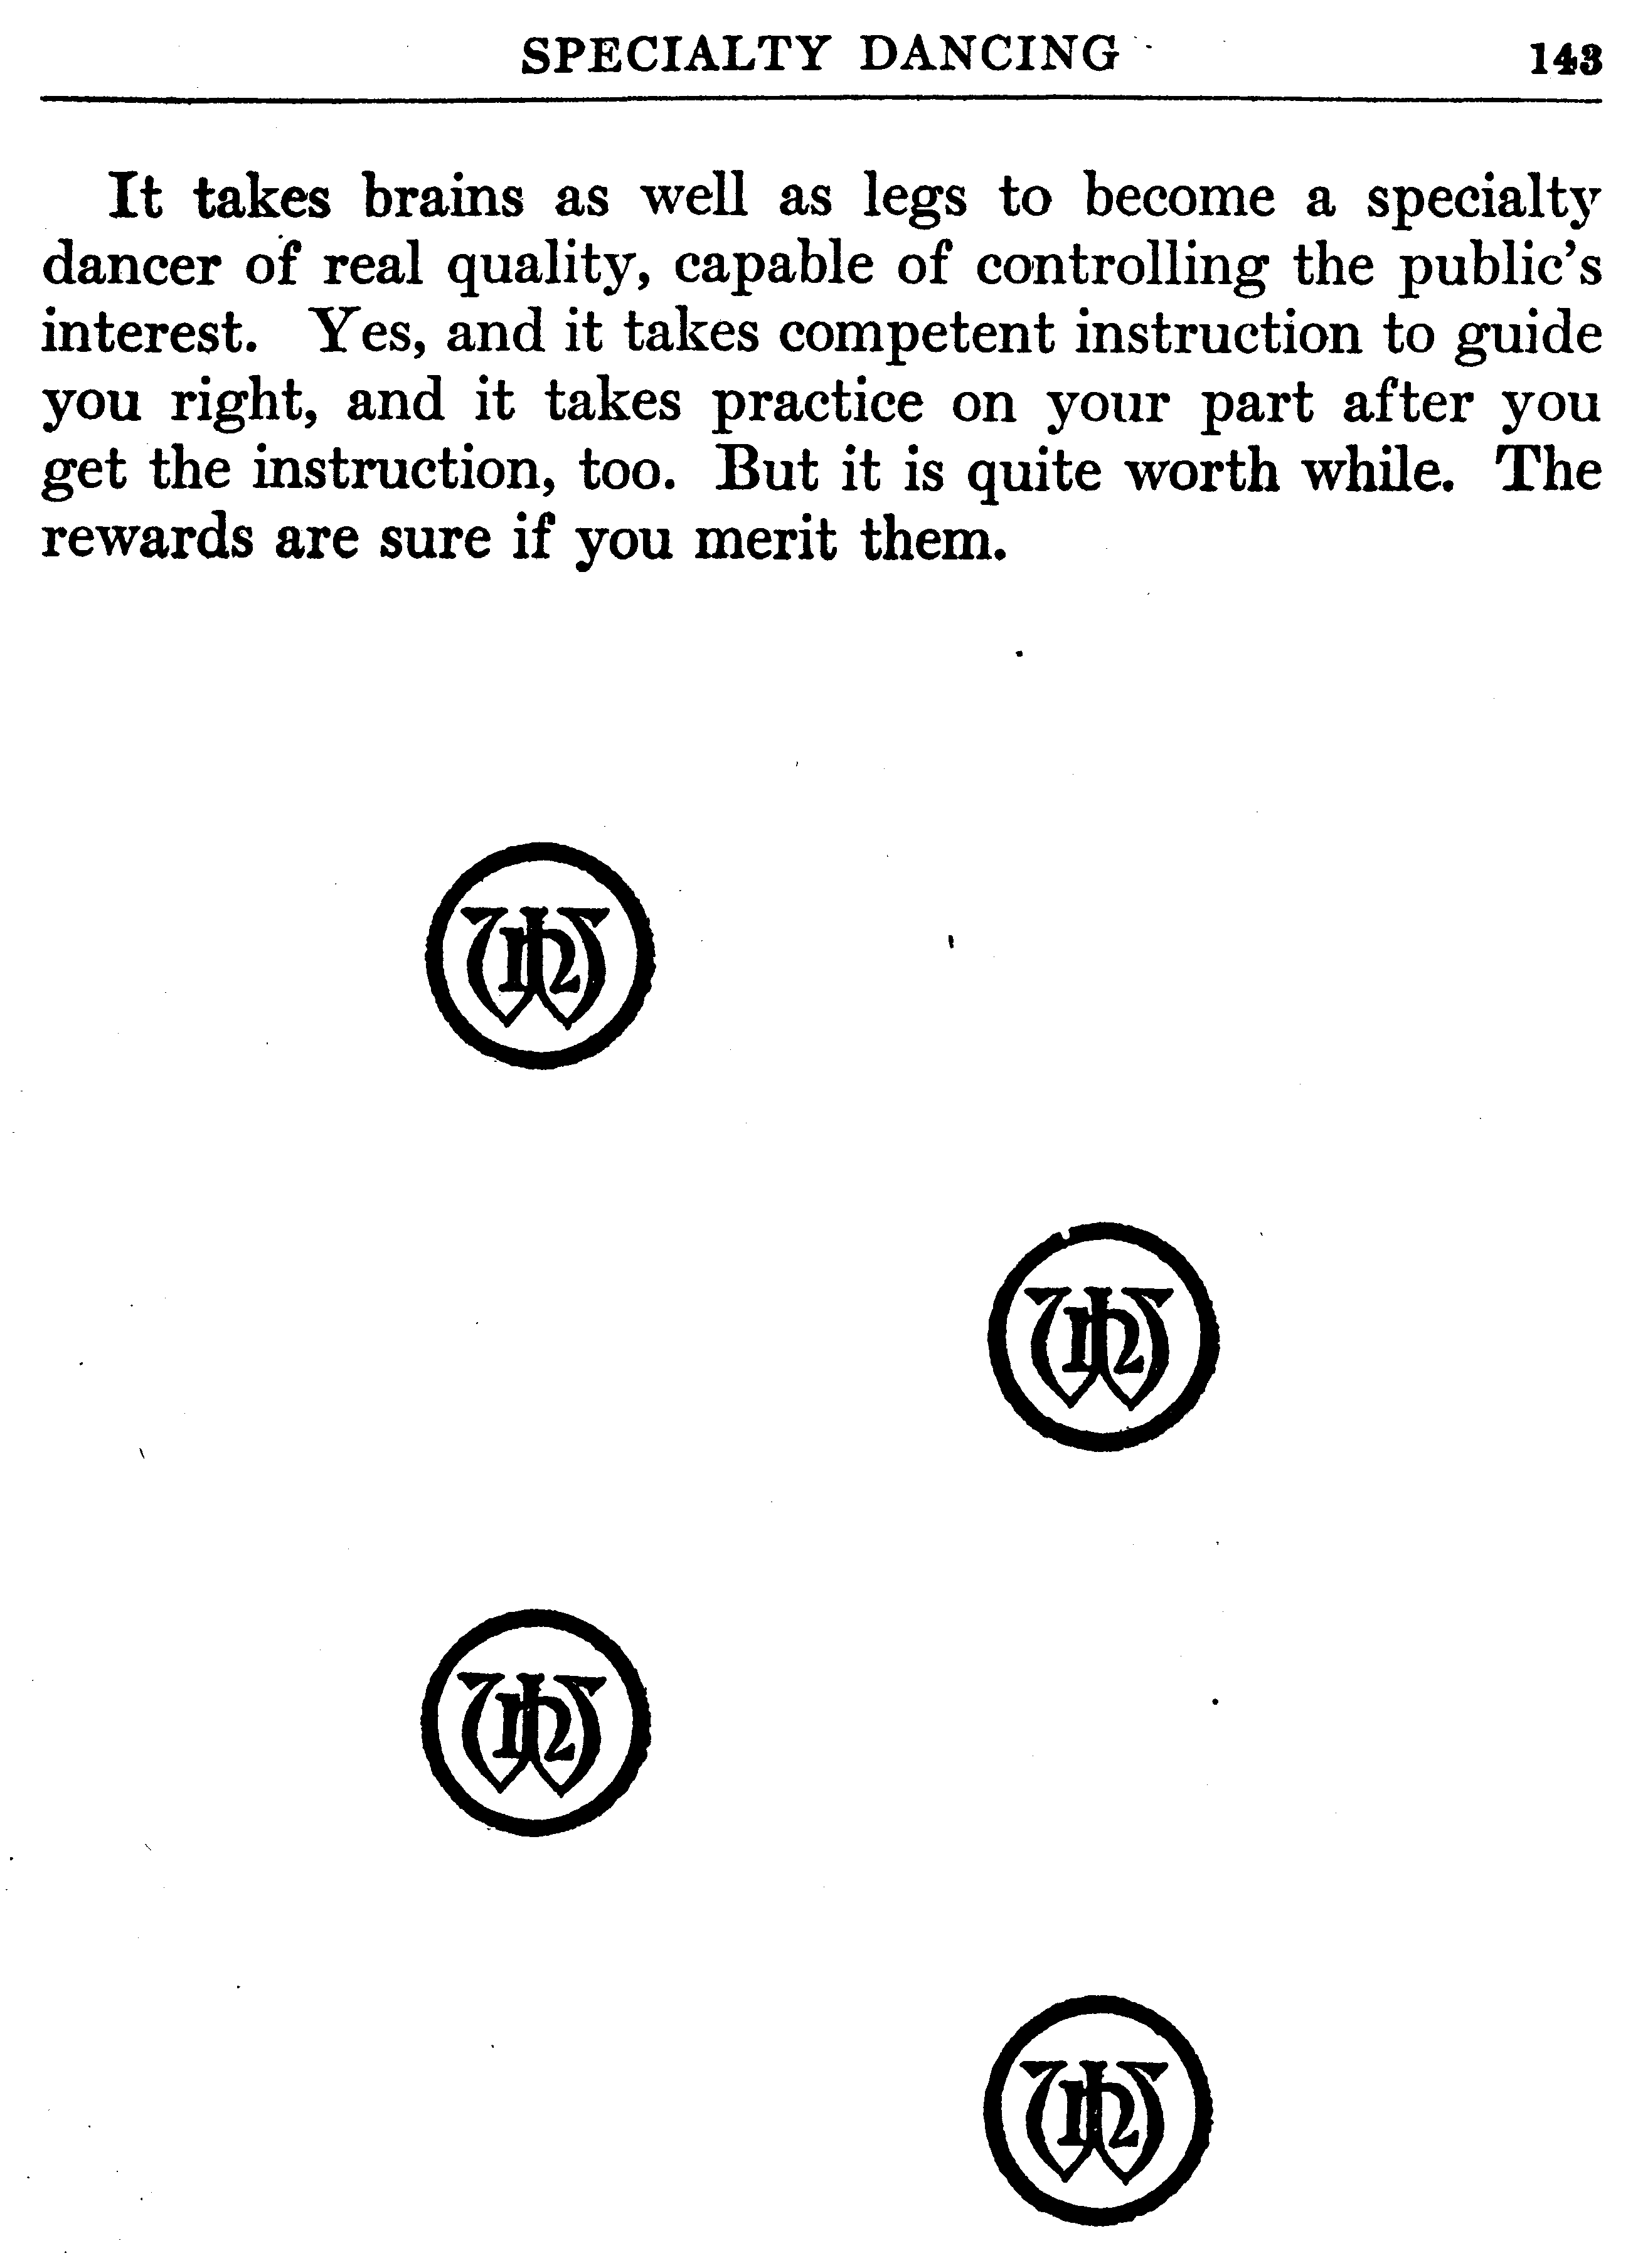 SPECIALTY DANCING 143
It takes brains as well as legs to become a specialty
dancer of real quality, capable of controlling the public's
interest. Yes, and it takes competent instruction to guide
you right, and it takes practice on your part after you
get the instruction, too. But it is quite worth while. The
rewards are sure if you merit them.